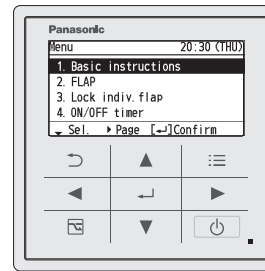 Panasonic
Menu 20:30 (THU)
1. Basic instructions
2. FLAP
3. Lock indiv. flap
4. ON/OFF timer
Sel. ▸ Page [↵]Confirm